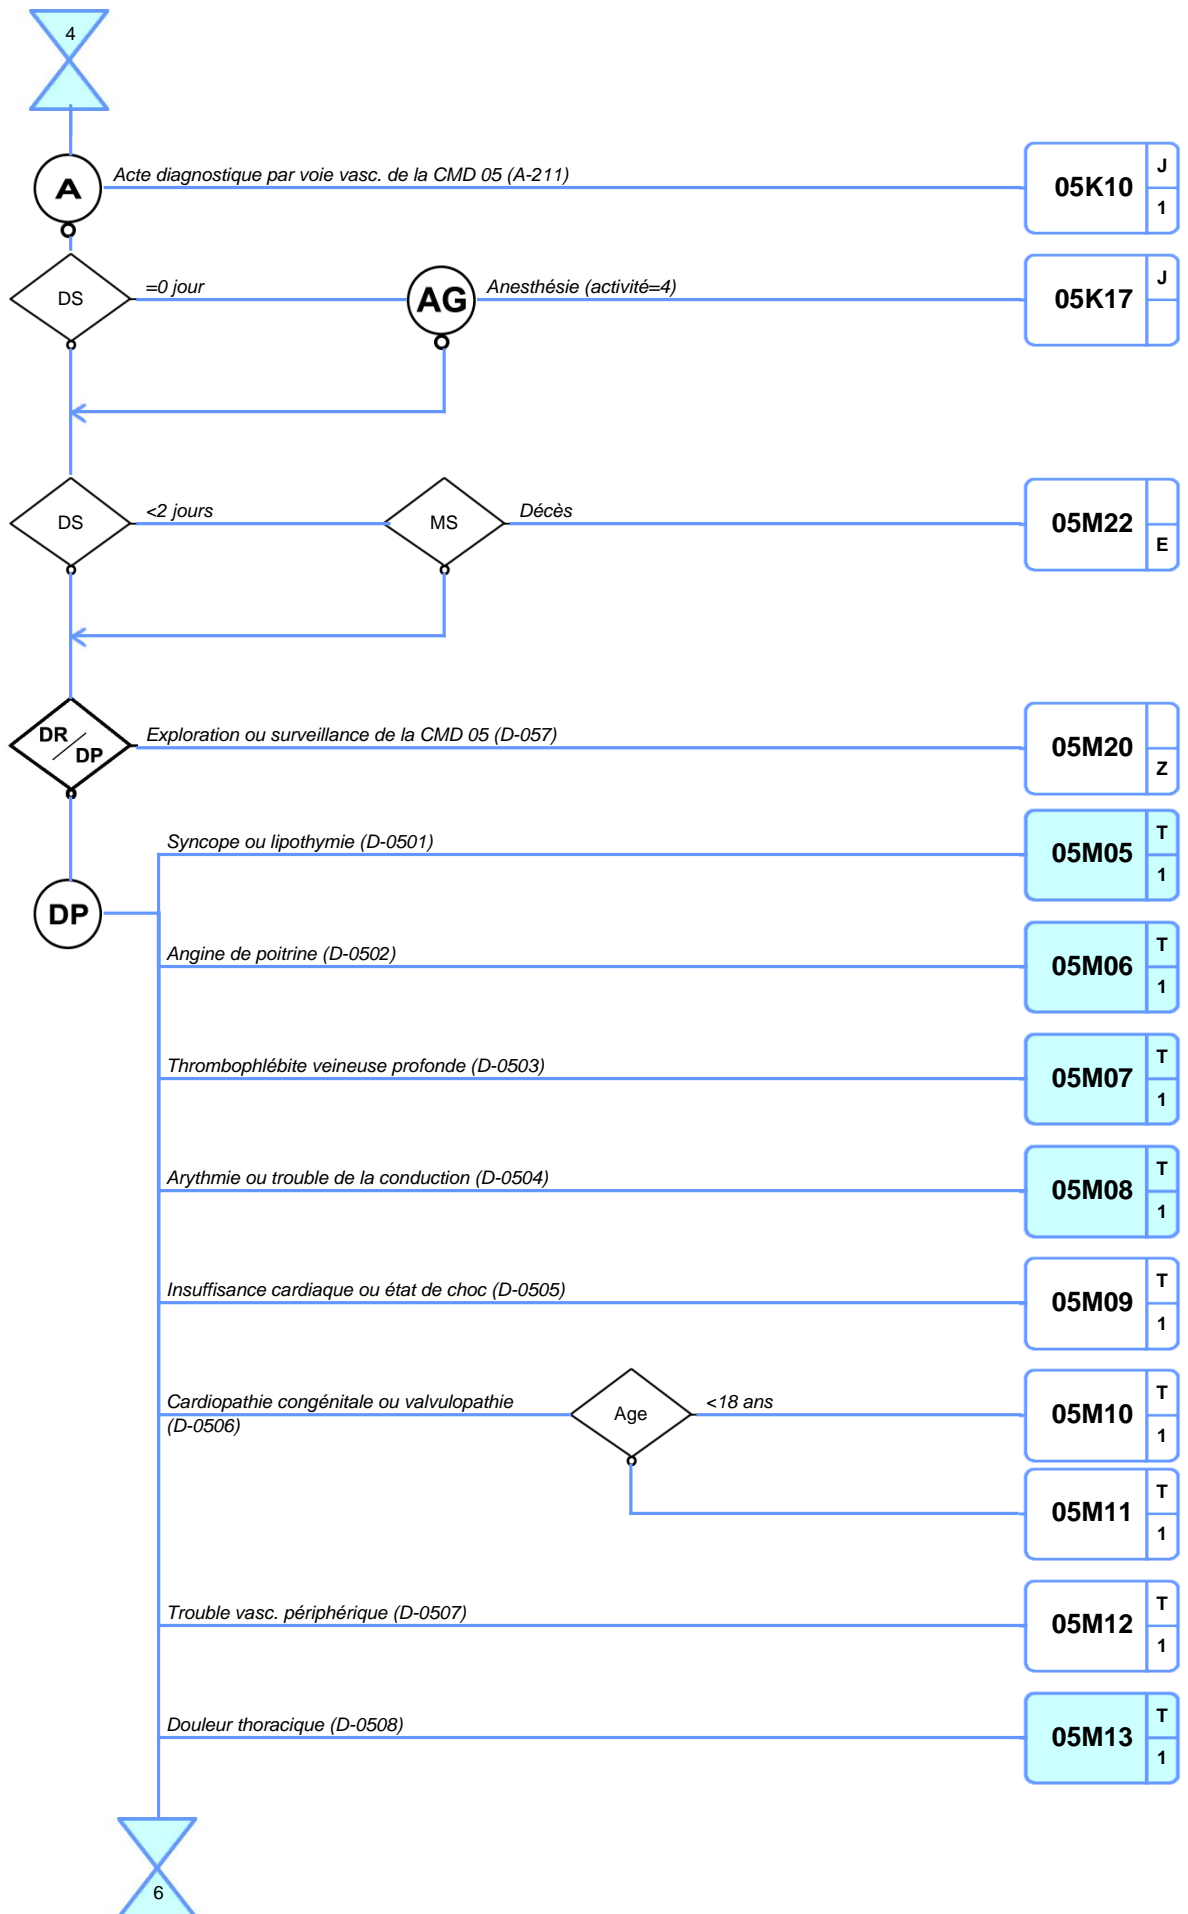 4
A
Acte diagnostique par voie vasc. de la CMD 05 (A-211)
05K10
J
1
DS
=0 jour
AG
Anesthésie (activité=4)
05K17
J
DS
<2 jours
MS
Décès
05M22
E
DR
DP
Exploration ou surveillance de la CMD 05 (D-057)
05M20
Z
DP
Syncope ou lipothymie (D-0501)
05M05
T
1
Angine de poitrine (D-0502)
05M06
T
1
Thrombophlébite veineuse profonde (D-0503)
05M07
T
1
Arythmie ou trouble de la conduction (D-0504)
05M08
T
1
Insuffisance cardiaque ou état de choc (D-0505)
05M09
T
1
Cardiopathie congénitale ou valvulopathie
(D-0506)
Age
<18 ans
05M10
T
1
05M11
T
1
Trouble vasc. périphérique (D-0507)
05M12
T
1
Douleur thoracique (D-0508)
05M13
T
1
6